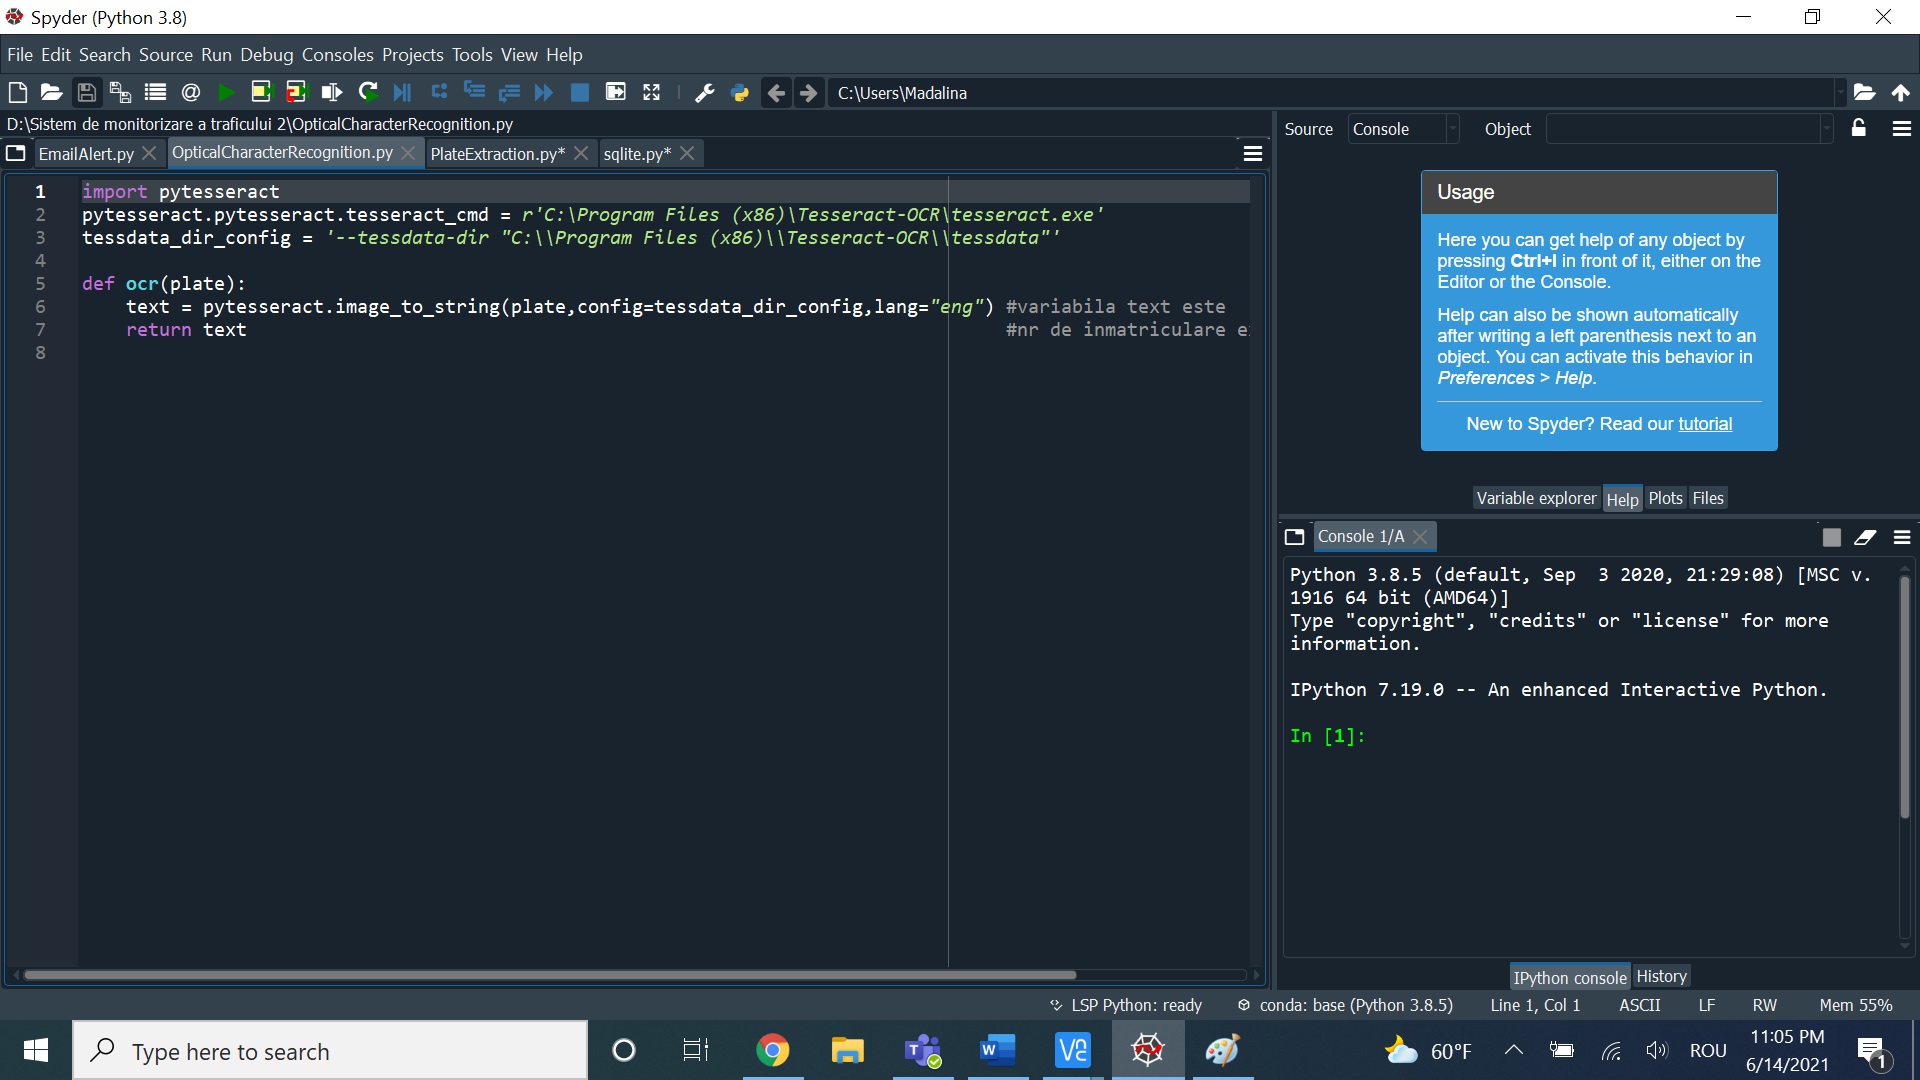 Spyder (Python 3.8)
File Edit Search Source Run Debug Consoles Projects Tools View Help
C:\Users\Madalina
D:\Sistem de monitorizare a traficului 2\OpticalCharacterRecognition.py
EmailAlert.py OpticalCharacterRecognition.py PlateExtraction.py* sqlite.py*
1 import pytesseract
2 pytesseract.pytesseract.tesseract_cmd = r'C:\Program Files (x86)\Tesseract-OCR\tesseract.exe'
3 tessdata_dir_config = '--tessdata-dir "C:\\Program Files (x86)\\Tesseract-OCR\\tessdata"'
4
5 def ocr(plate):
6 text = pytesseract.image_to_string(plate,config=tessdata_dir_config,lang="eng") #variabila text este
7 return text #nr de inmatriculare
8
Source Console Object
Usage
Here you can get help of any object by
pressing Ctrl+I in front of it, either on the
Editor or the Console.
Help can also be shown automatically
after writing a left parenthesis next to an
object. You can activate this behavior in
Preferences > Help.
New to Spyder? Read our tutorial
Variable explorer Help Plots Files
Console 1/A
Python 3.8.5 (default, Sep  3 2020, 21:29:08) [MSC v.
1916 64 bit (AMD64)]
Type "copyright", "credits" or "license" for more
information.
IPython 7.19.0 -- An enhanced Interactive Python.
In [1]:
IPython console History
LSP Python: ready conda: base (Python 3.8.5) Line 1, Col 1 ASCII LF RW Mem 55%
Type here to search
60°F ROU
11:05 PM
6/14/2021
1